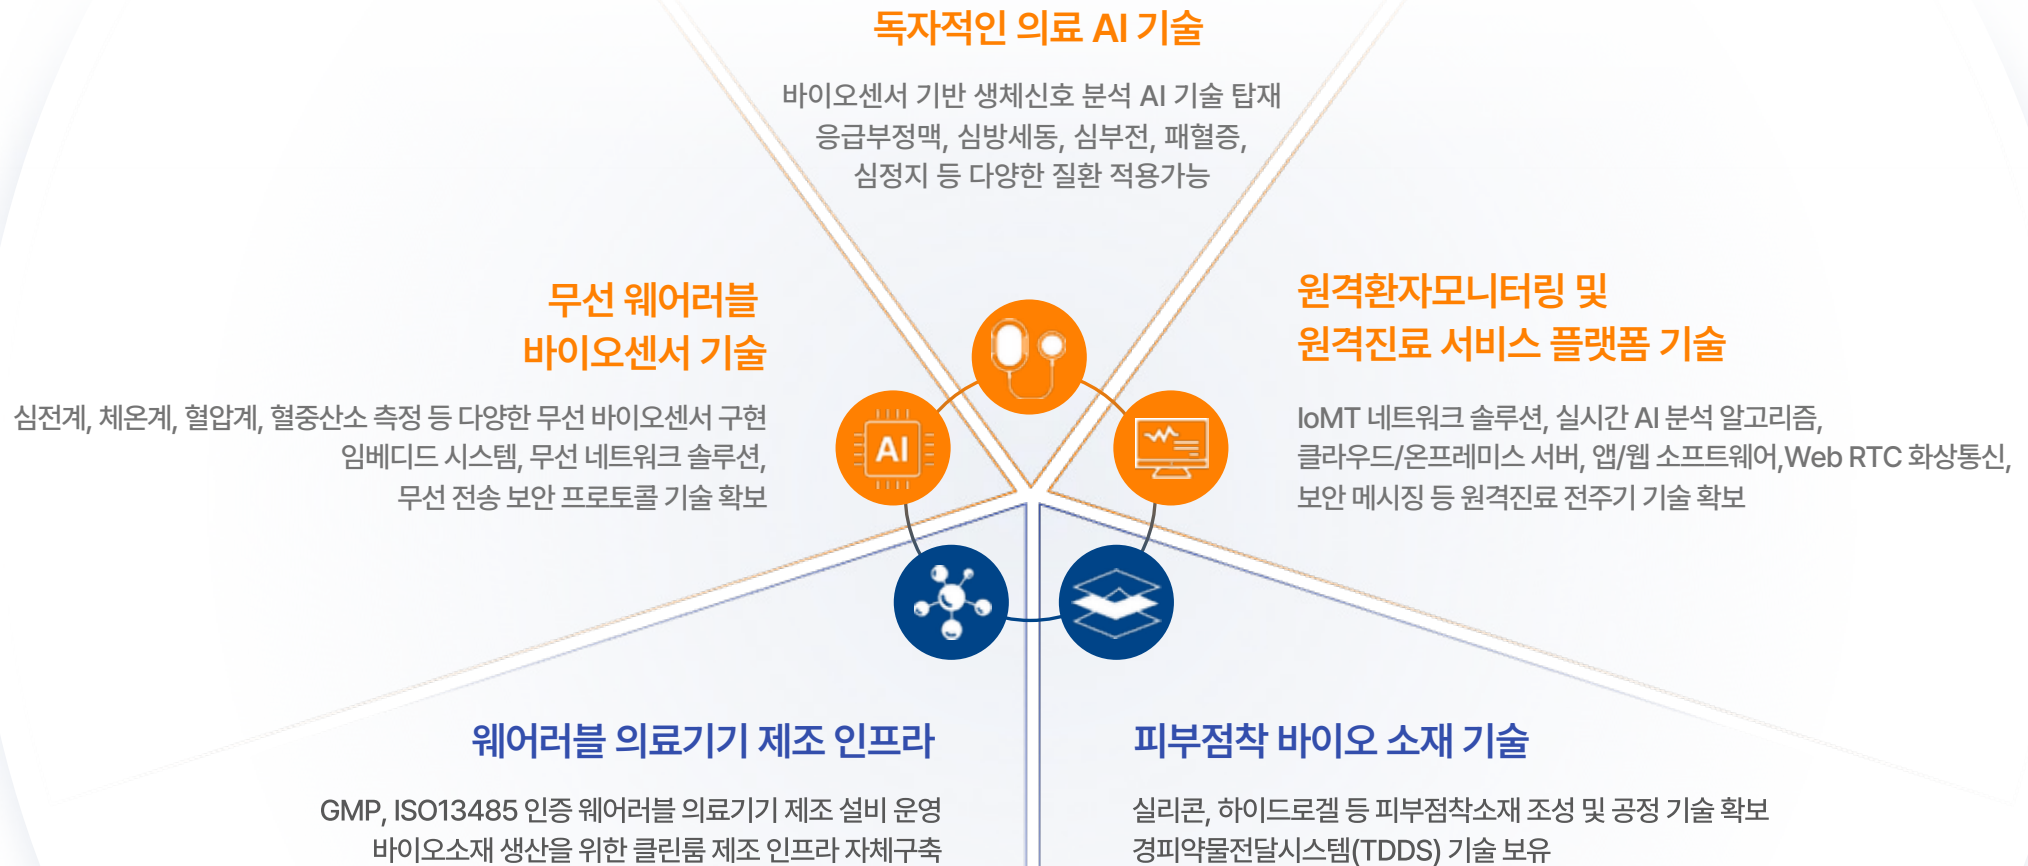 독자적인 의료 AI 기술
바이오센서 기반 생체신호 분석 AI 기술 탑재
응급부정맥, 심방세동, 심부전, 패혈증,
심정지 등 다양한 질환 적용가능
무선 웨어러블
바이오센서 기술
심전계, 체온계, 혈압계, 혈중산소 측정 등 다양한 무선 바이오센서 구현
임베디드 시스템, 무선 네트워크 솔루션,
무선 전송 보안 프로토콜 기술 확보
원격환자모니터링 및
원격진료 서비스 플랫폼 기술
IoMT 네트워크 솔루션, 실시간 AI 분석 알고리즘,
클라우드/온프레미스 서버, 앱/웹 소프트웨어,Web RTC 화상통신,
보안 메시징 등 원격진료 전주기 기술 확보
AI
웨어러블 의료기기 제조 인프라
GMP, ISO13485 인증 웨어러블 의료기기 제조 설비 운영
바이오소재 생산을 위한 클린룸 제조 인프라 자체구축
피부점착 바이오 소재 기술
실리콘, 하이드로겔 등 피부점착소재 조성 및 공정 기술 확보
경피약물전달시스템(TDDS) 기술 보유